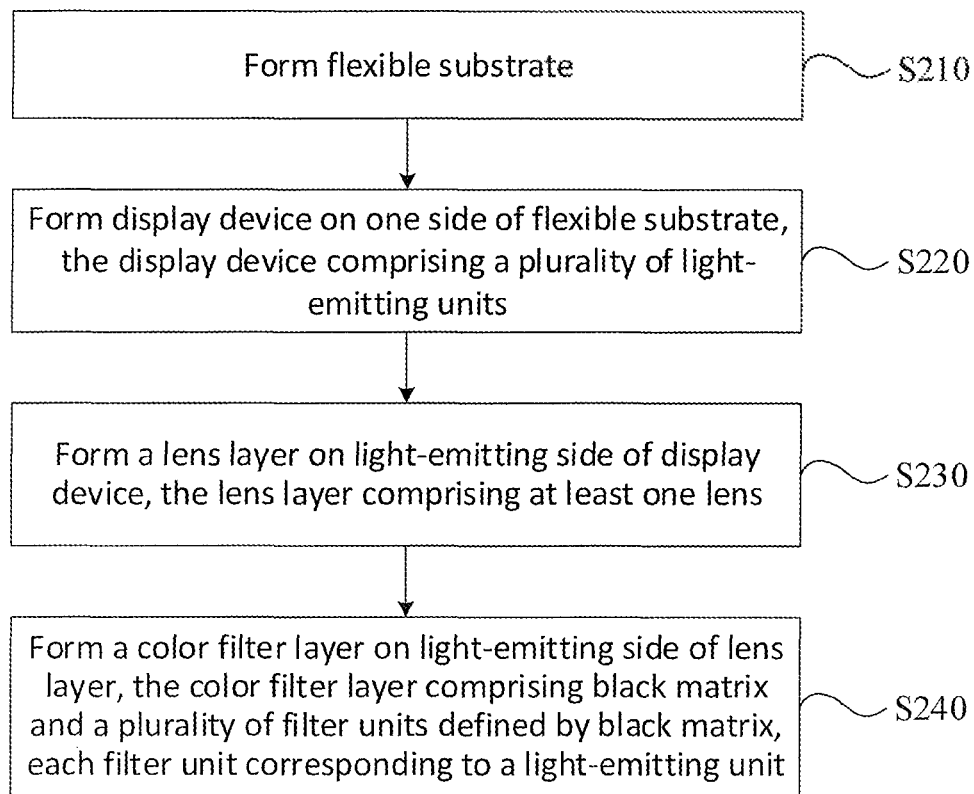 Form flexible substrate
S210
Form display device on one side of flexible substrate,
the display device comprising a plurality of light-
emitting units
S220
Form a lens layer on light-emitting side of display
device, the lens layer comprising at least one lens
S230
Form a color filter layer on light-emitting side of lens
layer, the color filter layer comprising black matrix
and a plurality of filter units defined by black matrix,
each filter unit corresponding to a light-emitting unit
S240